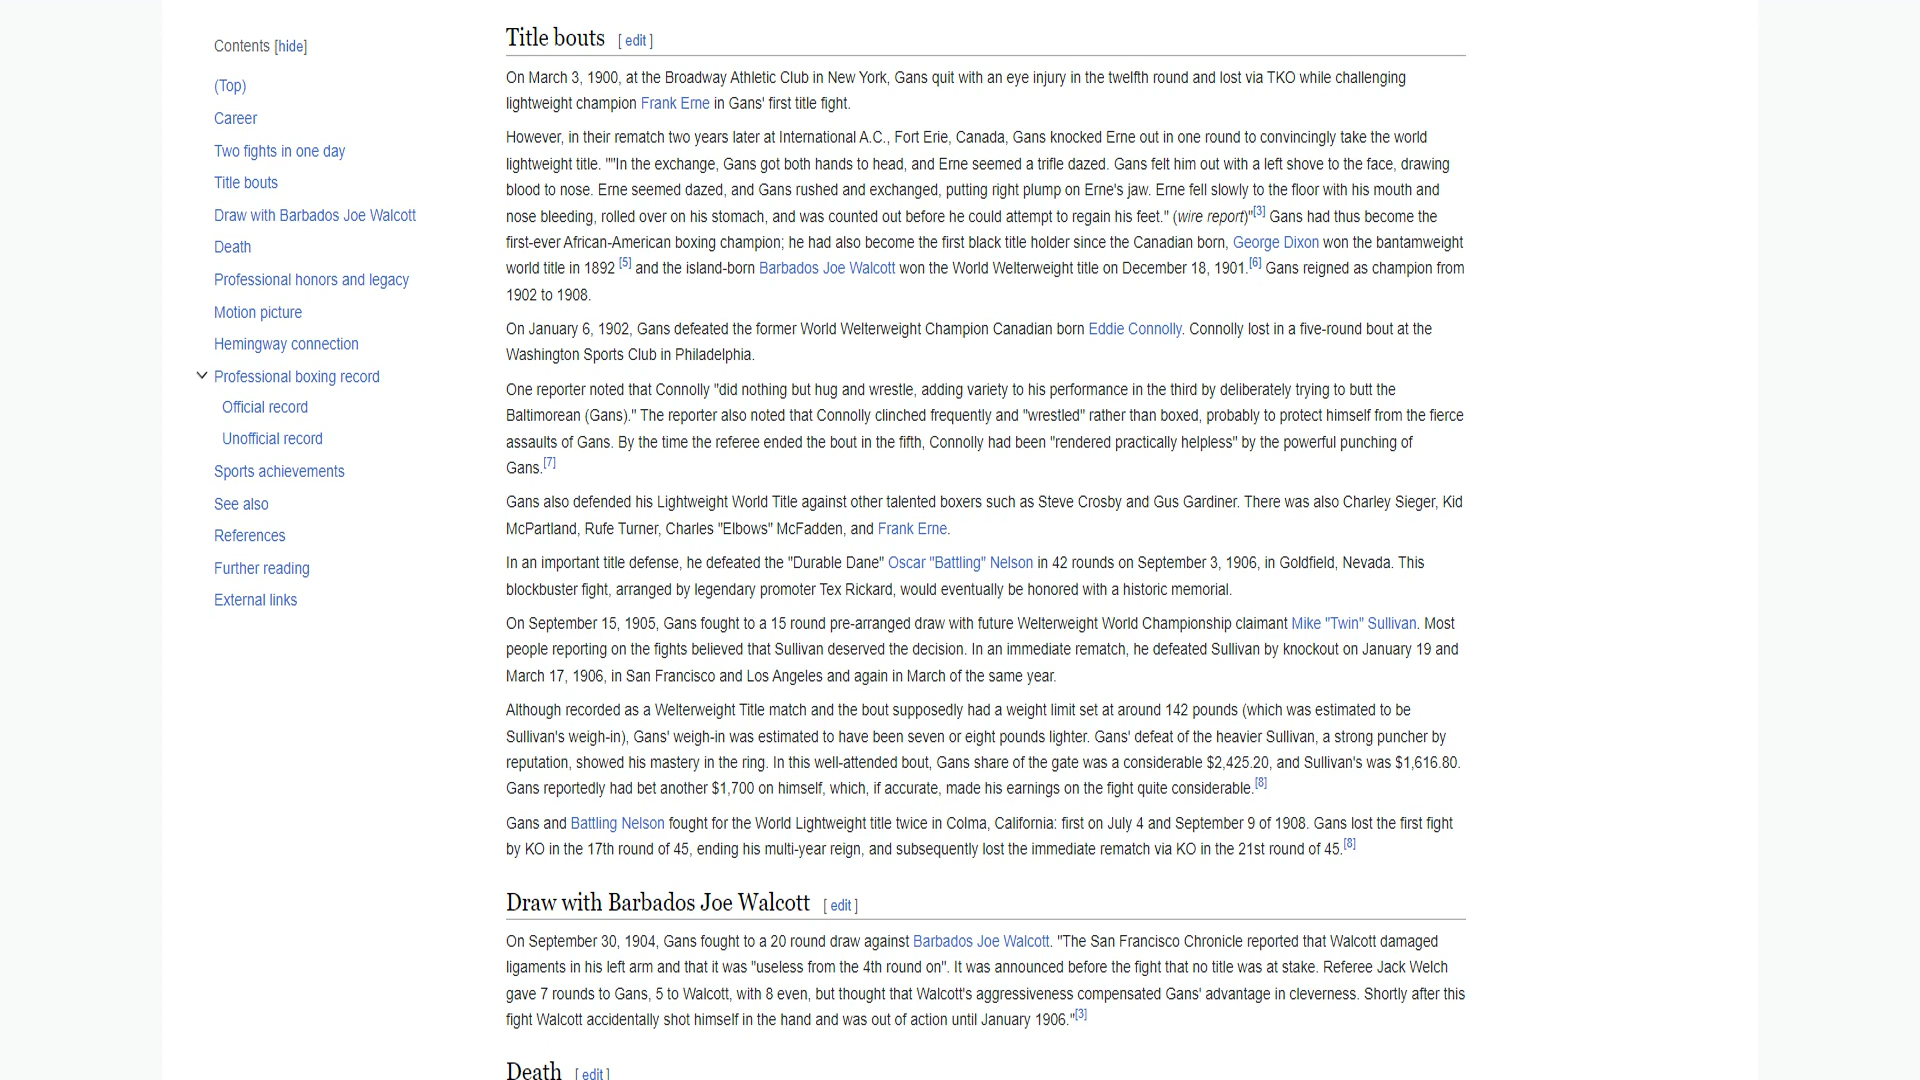 Contents [hide]
(Top)
Career
Two fights in one day
Title bouts
Draw with Barbados Joe Walcott
Death
Professional honors and legacy
Motion picture
Hemingway connection
Professional boxing record
Official record
Unofficial record
Sports achievements
See also
References
Further reading
External links
Title bouts [ edit ]
On March 3, 1900, at the Broadway Athletic Club in New York, Gans quit with an eye injury in the twelfth round and lost via TKO while challenging
lightweight champion Frank Erne in Gans' first title fight.
However, in their rematch two years later at International A.C., Fort Erie, Canada, Gans knocked Erne out in one round to convincingly take the world
lightweight title. ""In the exchange, Gans got both hands to head, and Erne seemed a trifle dazed. Gans felt him out with a left shove to the face, drawing
blood to nose. Erne seemed dazed, and Gans rushed and exchanged, putting right plump on Erne's jaw. Erne fell slowly to the floor with his mouth and
nose bleeding, rolled over on his stomach, and was counted out before he could attempt to regain his feet." (wire report)"[3] Gans had thus become the
first-ever African-American boxing champion; he had also become the first black title holder since the Canadian born, George Dixon won the bantamweight
world title in 1892 [5] and the island-born Barbados Joe Walcott won the World Welterweight title on December 18, 1901.[6] Gans reigned as champion from
1902 to 1908.
On January 6, 1902, Gans defeated the former World Welterweight Champion Canadian born Eddie Connolly. Connolly lost in a five-round bout at the
Washington Sports Club in Philadelphia.
One reporter noted that Connolly "did nothing but hug and wrestle, adding variety to his performance in the third by deliberately trying to butt the
Baltimorean (Gans)." The reporter also noted that Connolly clinched frequently and "wrestled" rather than boxed, probably to protect himself from the fierce
assaults of Gans. By the time the referee ended the bout in the fifth, Connolly had been "rendered practically helpless" by the powerful punching of
Gans.[7]
Gans also defended his Lightweight World Title against other talented boxers such as Steve Crosby and Gus Gardiner. There was also Charley Sieger, Kid
McPartland, Rufe Turner, Charles "Elbows" McFadden, and Frank Erne.
In an important title defense, he defeated the "Durable Dane" Oscar "Battling" Nelson in 42 rounds on September 3, 1906, in Goldfield, Nevada. This
blockbuster fight, arranged by legendary promoter Tex Rickard, would eventually be honored with a historic memorial.
On September 15, 1905, Gans fought to a 15 round pre-arranged draw with future Welterweight World Championship claimant Mike "Twin" Sullivan. Most
people reporting on the fights believed that Sullivan deserved the decision. In an immediate rematch, he defeated Sullivan by knockout on January 19 and
March 17, 1906, in San Francisco and Los Angeles and again in March of the same year.
Although recorded as a Welterweight Title match and the bout supposedly had a weight limit set at around 142 pounds (which was estimated to be
Sullivan's weigh-in), Gans' weigh-in was estimated to have been seven or eight pounds lighter. Gans' defeat of the heavier Sullivan, a strong puncher by
reputation, showed his mastery in the ring. In this well-attended bout, Gans share of the gate was a considerable $2,425.20, and Sullivan's was $1,616.80.
Gans reportedly had bet another $1,700 on himself, which, if accurate, made his earnings on the fight quite considerable.[8]
Gans and Battling Nelson fought for the World Lightweight title twice in Colma, California: first on July 4 and September 9 of 1908. Gans lost the first fight
by KO in the 17th round of 45, ending his multi-year reign, and subsequently lost the immediate rematch via KO in the 21st round of 45.[8]
Draw with Barbados Joe Walcott [ edit ]
On September 30, 1904, Gans fought to a 20 round draw against Barbados Joe Walcott. "The San Francisco Chronicle reported that Walcott damaged
ligaments in his left arm and that it was "useless from the 4th round on". It was announced before the fight that no title was at stake. Referee Jack Welch
gave 7 rounds to Gans, 5 to Walcott, with 8 even, but thought that Walcott's aggressiveness compensated Gans' advantage in cleverness. Shortly after this
fight Walcott accidentally shot himself in the hand and was out of action until January 1906."[3]
Death [ edit ]